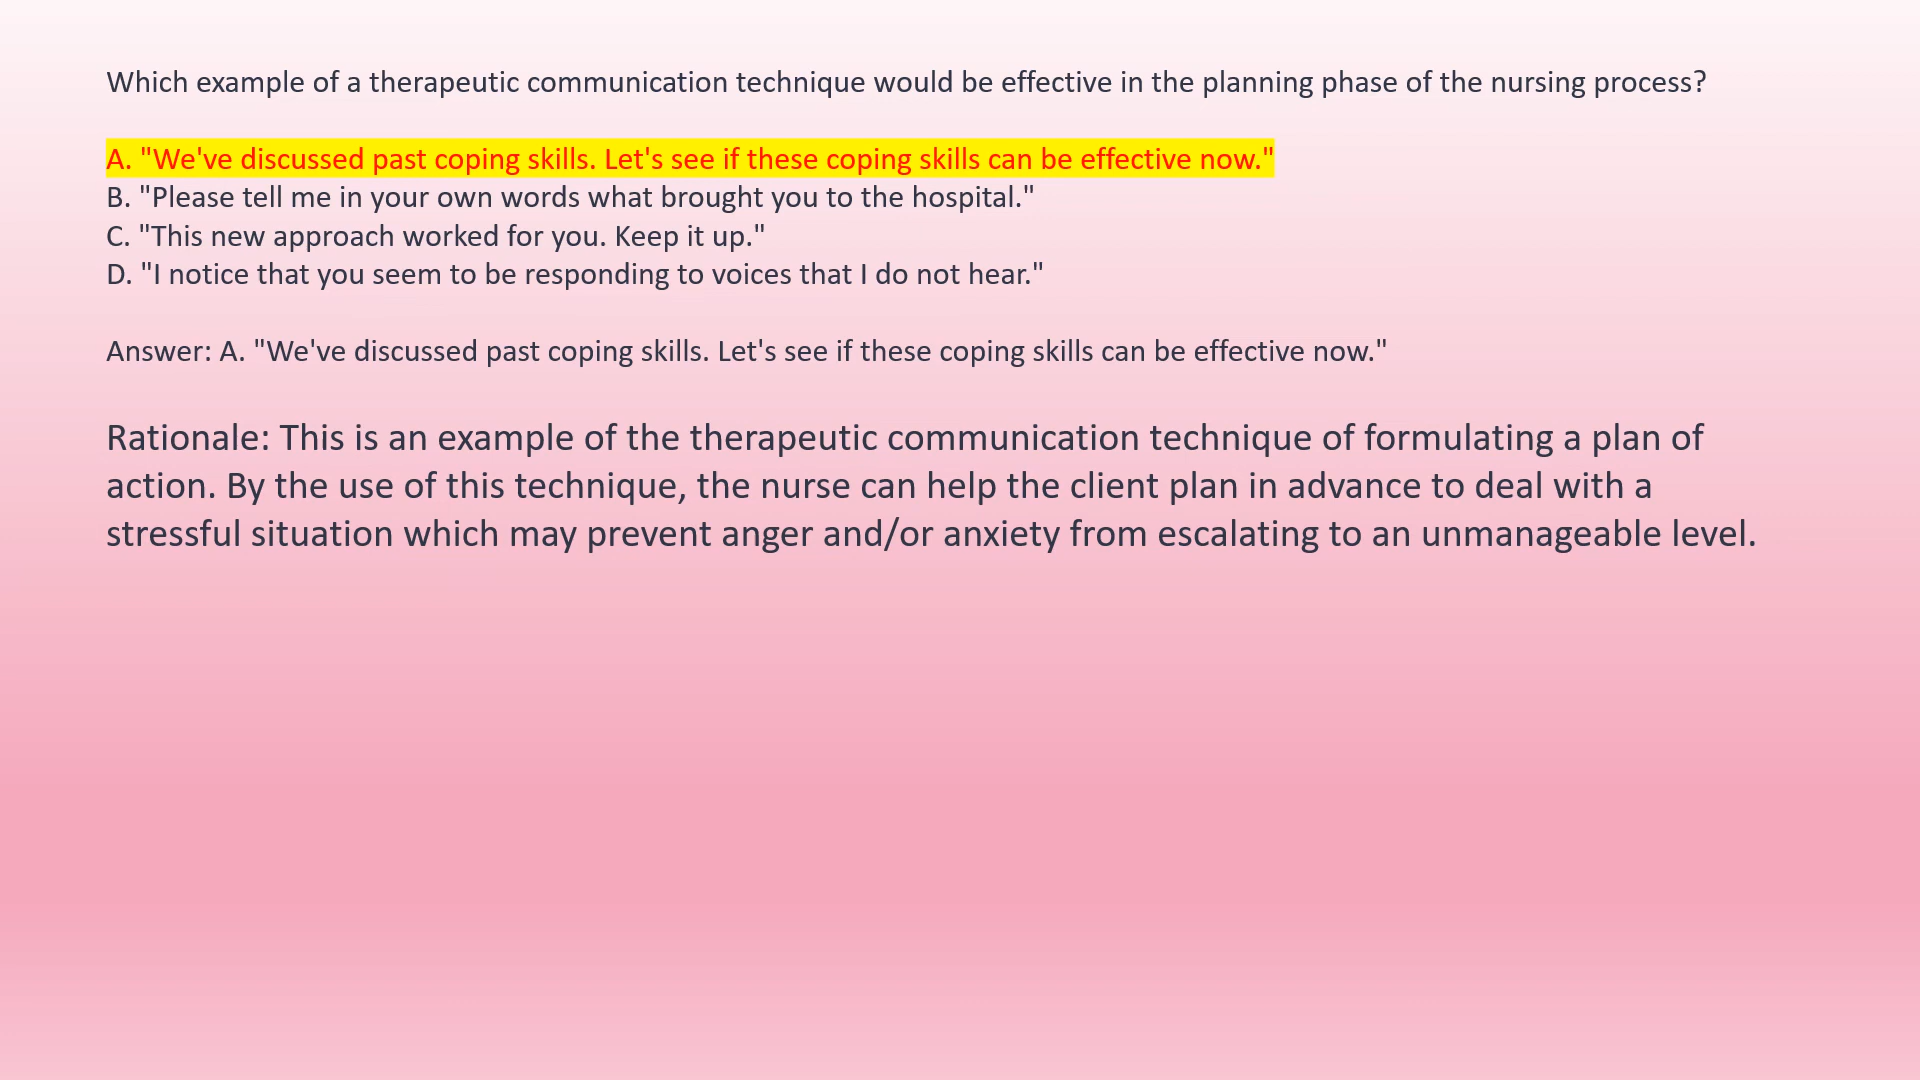 Which example of a therapeutic communication technique would be effective in the planning phase of the nursing process?
A. "We've discussed past coping skills. Let's see if these coping skills can be effective now."
B. "Please tell me in your own words what brought you to the hospital."
C. "This new approach worked for you. Keep it up."
D. "I notice that you seem to be responding to voices that I do not hear."
Answer: A. "We've discussed past coping skills. Let's see if these coping skills can be effective now."
Rationale: This is an example of the therapeutic communication technique of formulating a plan of
action. By the use of this technique, the nurse can help the client plan in advance to deal with a
stressful situation which may prevent anger and/or anxiety from escalating to an unmanageable level.